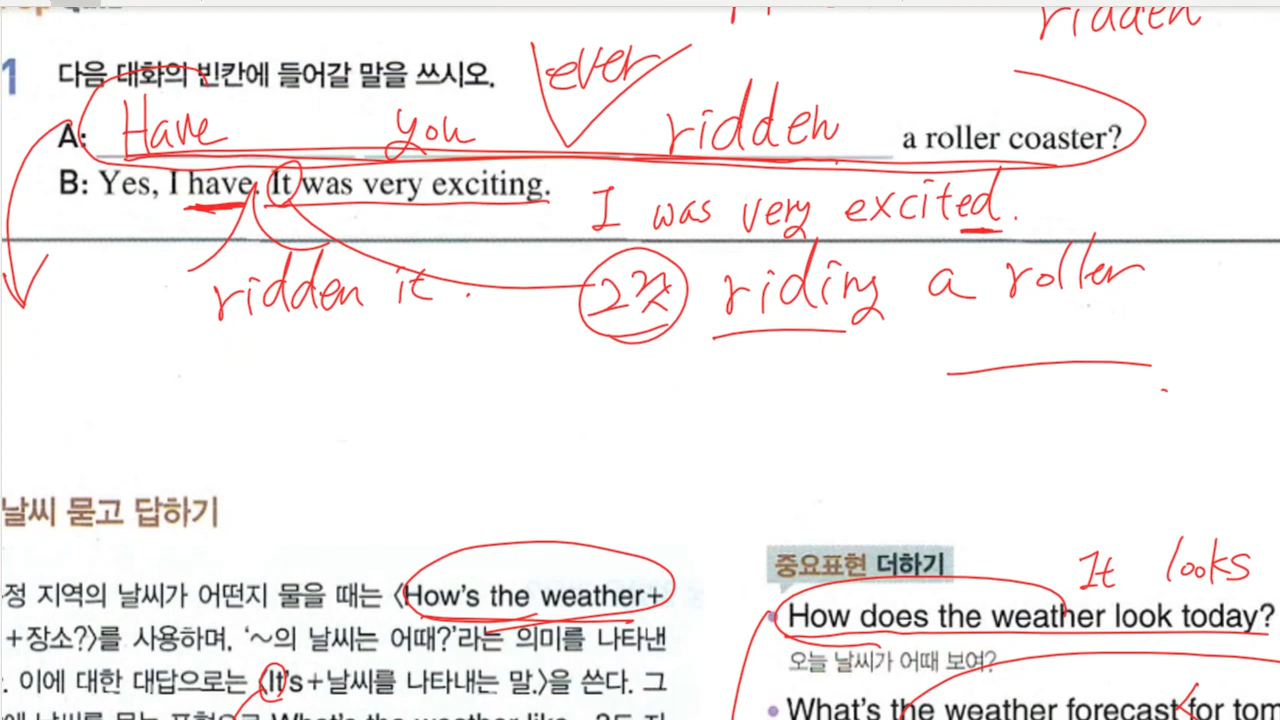 ridden
1 다음 대화의 빈칸에 들어갈 말을 쓰시오.
ever
A: Have you ridden a roller coaster?
B: Yes, I have. It was very exciting.
I was very excited.
ridden it. 그것 riding a roller
날씨 묻고 답하기
정 지역의 날씨가 어떤지 물을 때는 〈How's the weather+
+장소?〉를 사용하며, '~의 날씨는 어때?'라는 의미를 나타낸
. 이에 대한 대답으로는 〈It's+날씨를 나타내는 말.〉을 쓴다. 그
What's the weather like
중요표현 더하기
It looks
• How does the weather look today?
오늘 날씨가 어때 보여?
• What's the weather forecast for tom